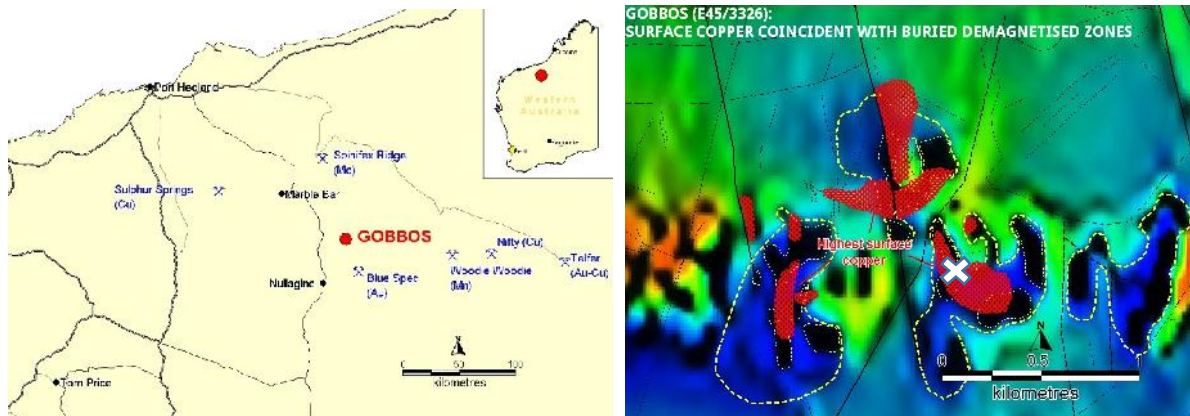 Port Hedland
Spinifex Ridge
(Mo)
Sulphur Springs
(Cu)
Marble Bar
GOBBOS
Nifty (Cu)
Telfer
(Au-Cu)
Woodie Woodie
(Mn)
Blue Spec
(Au)
Nullagine
Tom Price
N
0 50 100
kilometres
Western
Australia
Perth
GOBBOS (E45/3326):
SURFACE COPPER COINCIDENT WITH BURIED DEMAGNETISED ZONES
Highest surface
copper
N
0 0.5 1
kilometres